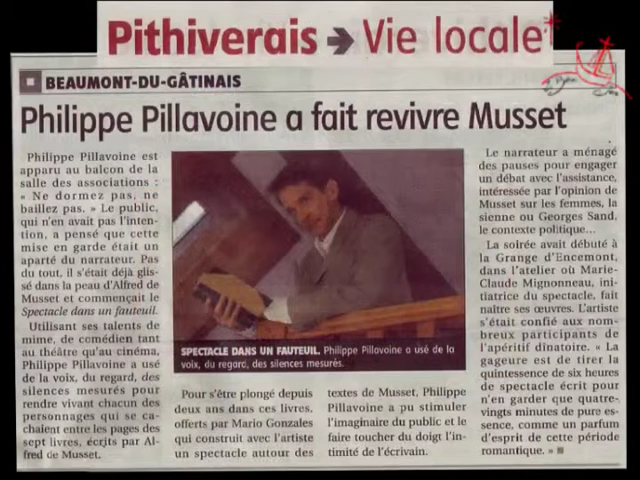 Pithiverais → Vie locale
BEAUMONT-DU-GÂTINAIS
Philippe Pillavoine a fait revivre Musset
Philippe Pillavoine est
apparu au balcon de la
salle des associations :
« Ne dormez pas, ne
baillez pas. » Le public,
qui n'en avait pas l'inten-
tion, a pensé que cette
mise en garde était un
aparté du narrateur. Pas
du tout, il s'était déjà glis-
sé dans la peau d'Alfred de
Musset et commençait le
Spectacle dans un fauteuil.
Utilisant ses talents de
mime, de comédien tant
au théâtre qu'au cinéma,
Philippe Pillavoine a usé
de la voix, du regard, des
silences mesurés pour
rendre vivant chacun des
personnages qui se ca-
chaient entre les pages des
sept livres, écrits par Al-
fred de Musset.
SPECTACLE DANS UN FAUTEUIL. Philippe Pillavoine a usé de la
voix, du regard, des silences mesurés.
Pour s'être plongé depuis
deux ans dans ces livres,
offerts par Mario Gonzales
qui construit avec l'artiste
un spectacle autour des
textes de Musset, Philippe
Pillavoine a pu stimuler
l'imaginaire du public et le
faire toucher du doigt l'in-
timité de l'écrivain.
Le narrateur a ménagé
des pauses pour engager
un débat avec l'assistance,
intéressée par l'opinion de
Musset sur les femmes, la
sienne ou Georges Sand,
le contexte politique...
La soirée avait débuté à
la Grange d'Encemont,
dans l'atelier où Marie-
Claude Mignonneau, ini-
tiatrice du spectacle, fait
naître ses œuvres. L'artiste
s'était confié aux nom-
breux participants de
l'apéritif dînatoire. « La
gageure est de tirer la
quintessence de six heures
de spectacle écrit pour
n'en garder que quatre-
vingts minutes de pure es-
sence, comme un parfum
d'esprit de cette période
romantique. »